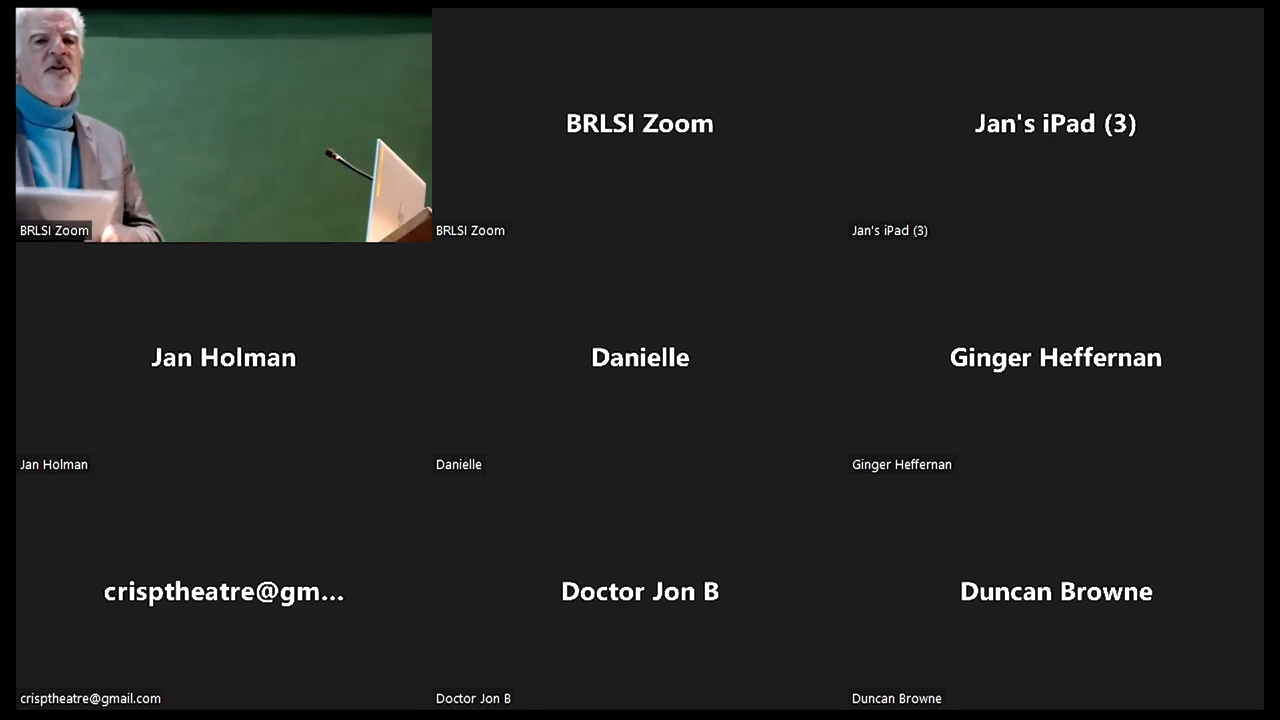 BRLSI Zoom
Jan's iPad (3)
BRLSI Zoom
BRLSI Zoom
Jan's iPad (3)
Jan Holman
Danielle
Ginger Heffernan
Jan Holman
Danielle
Ginger Heffernan
crisptheatre@gm...
Doctor Jon B
Duncan Browne
crisptheatre@gmail.com
Doctor Jon B
Duncan Browne